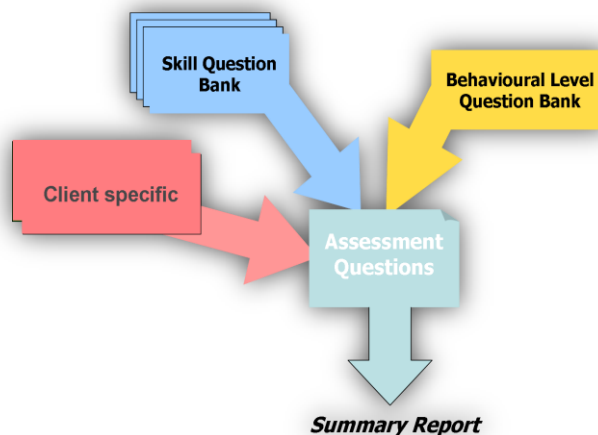 Skill Question
Bank
Behavioural Level
Question Bank
Client specific
Assessment
Questions
Summary Report